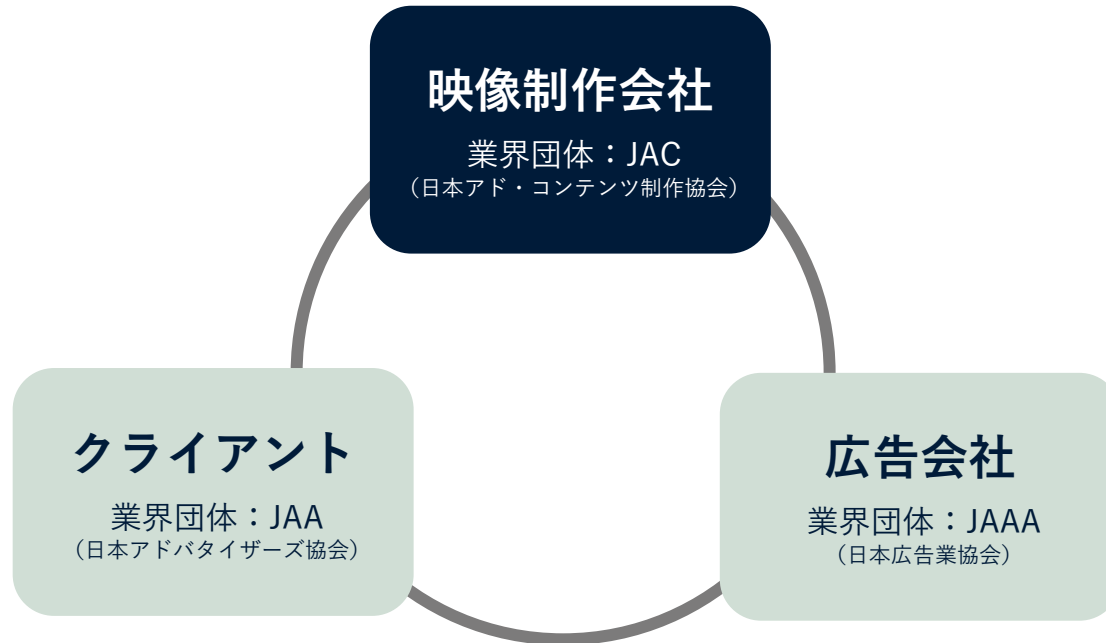 映像制作会社
業界団体：JAC
（日本アド・コンテンツ制作協会）
クライアント
業界団体：JAA
（日本アドバタイザーズ協会）
広告会社
業界団体：JAAA
（日本広告業協会）